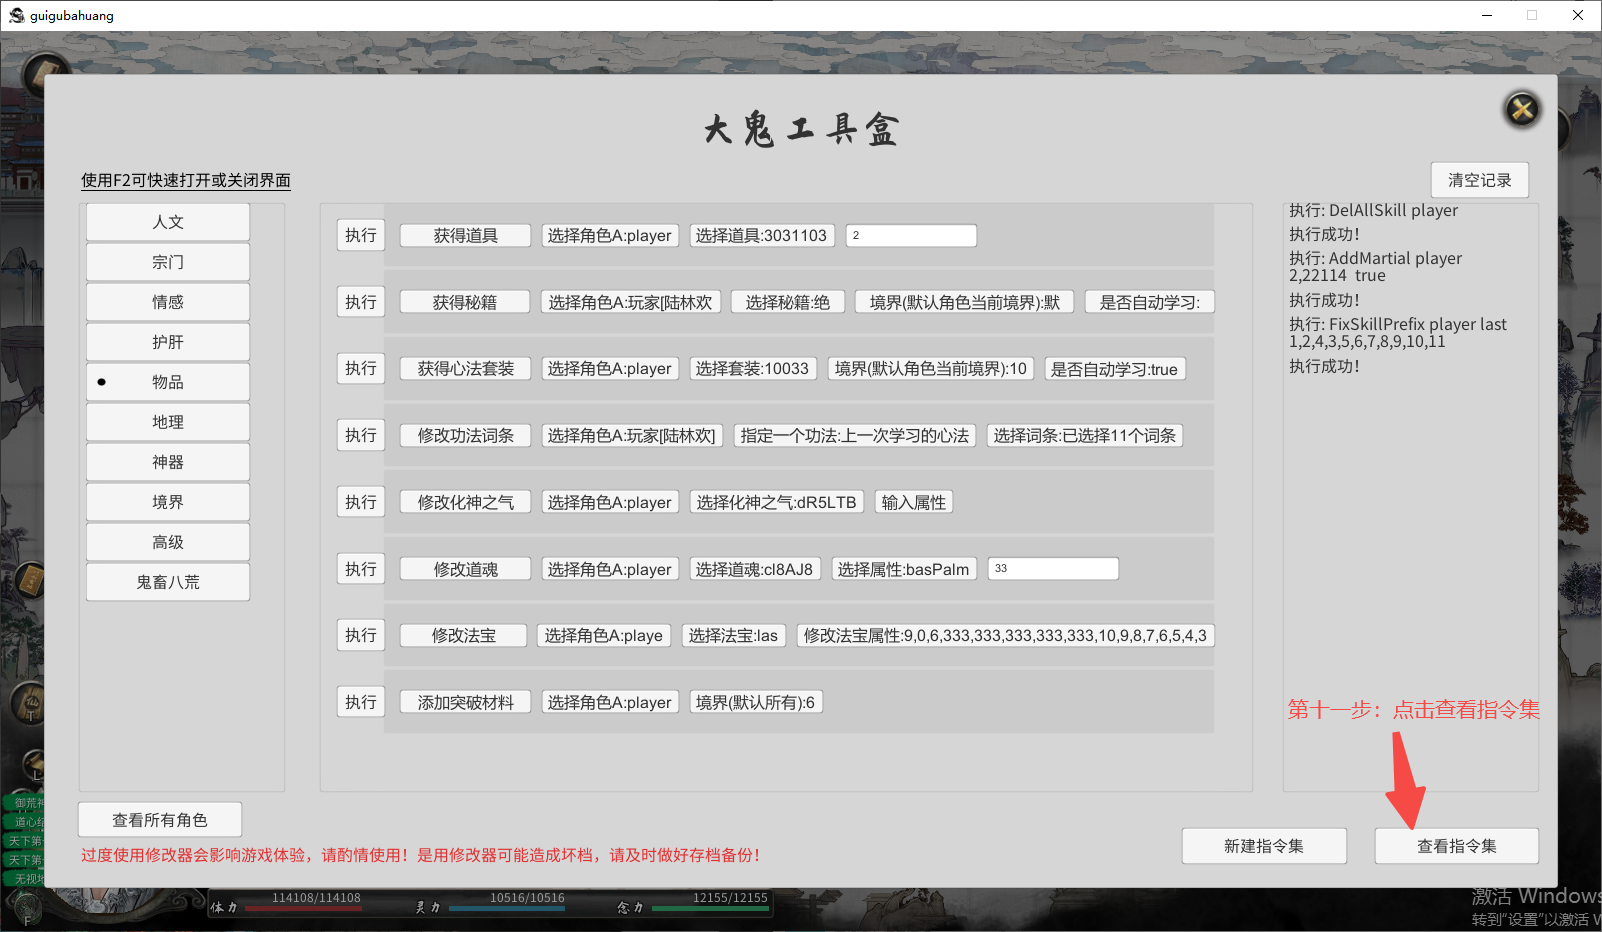 guigubahuang
大鬼工具盒
使用F2可快速打开或关闭界面
清空记录
人文
宗门
情感
护肝
物品
地理
神器
境界
高级
鬼畜八荒
执行 获得道具 选择角色A:player 选择道具:3031103 2
执行 获得秘籍 选择角色A:玩家[陆林欢 选择秘籍:绝 境界(默认角色当前境界):默 是否自动学习:
执行 获得心法套装 选择角色A:player 选择套装:10033 境界(默认角色当前境界):10 是否自动学习:true
执行 修改功法词条 选择角色A:玩家[陆林欢] 指定一个功法:上一次学习的心法 选择词条:已选择11个词条
执行 修改化神之气 选择角色A:player 选择化神之气:dR5LTB 输入属性
执行 修改道魂 选择角色A:player 选择道魂:cl8AJ8 选择属性:basPalm 33
执行 修改法宝 选择角色A:playe 选择法宝:las 修改法宝属性:9,0,6,333,333,333,333,333,10,9,8,7,6,5,4,3
执行 添加突破材料 选择角色A:player 境界(默认所有):6
执行: DelAllSkill player
执行成功!
执行: AddMartial player
2,22114 true
执行成功!
执行: FixSkillPrefix player last
1,2,4,3,5,6,7,8,9,10,11
执行成功!
第十一步：点击查看指令集
查看所有角色
新建指令集
查看指令集
过度使用修改器会影响游戏体验，请酌情使用！是用修改器可能造成坏档，请及时做好存档备份！
T
L
御荒神
道心结
天下第一
天下第一
无视地
F
体力 114108/114108
灵力 10516/10516
念力 12155/12155
激活 Windows
转到"设置"以激活 W